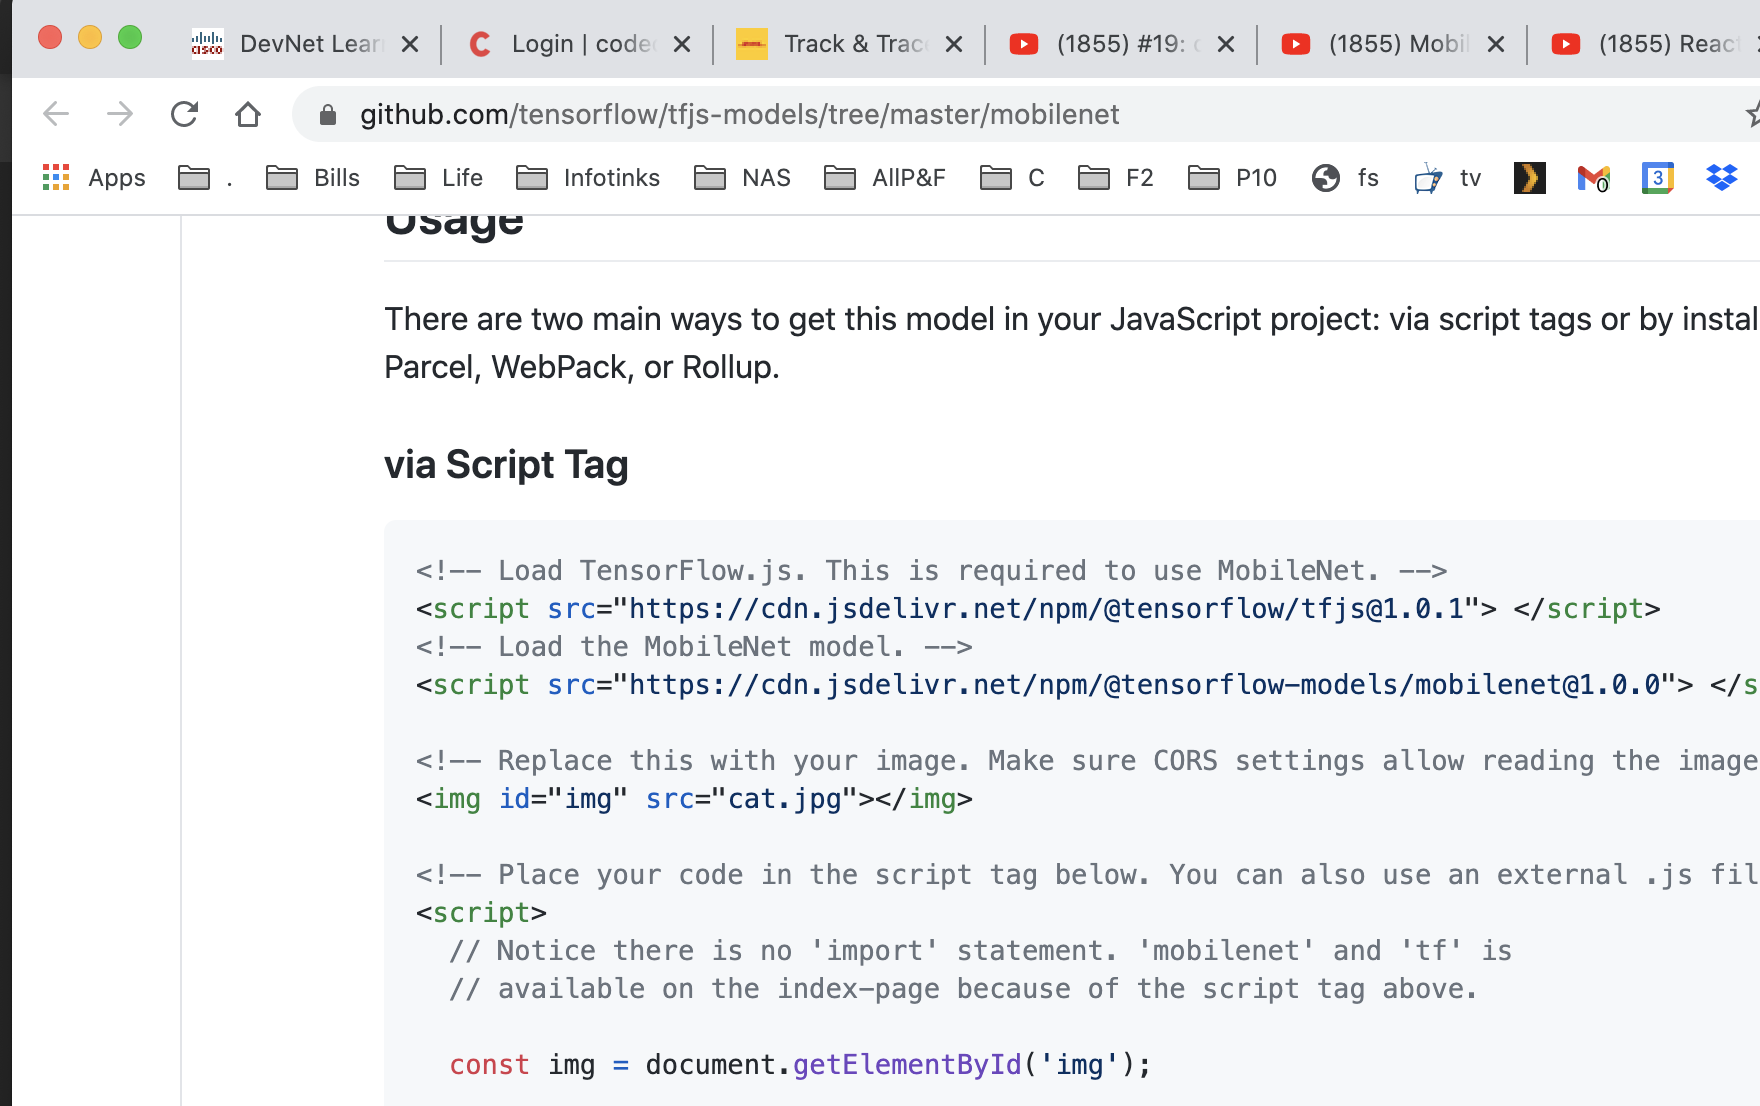 DevNet Lear
Login | code
Track & Trac
(1855) #19: c
(1855) Mobil
(1855) Reac
github.com/tensorflow/tfjs-models/tree/master/mobilenet
Apps . Bills Life Infotinks NAS AllP&F C F2 P10 fs tv 0 3
Usage
There are two main ways to get this model in your JavaScript project: via script tags or by instal
Parcel, WebPack, or Rollup.
via Script Tag
<!-- Load TensorFlow.js. This is required to use MobileNet. -->
<script src="https://cdn.jsdelivr.net/npm/@tensorflow/tfjs@1.0.1"> </script>
<!-- Load the MobileNet model. -->
<script src="https://cdn.jsdelivr.net/npm/@tensorflow-models/mobilenet@1.0.0"> </s
<!-- Replace this with your image. Make sure CORS settings allow reading the image
<img id="img" src="cat.jpg"></img>
<!-- Place your code in the script tag below. You can also use an external .js fil
<script>
// Notice there is no 'import' statement. 'mobilenet' and 'tf' is
// available on the index-page because of the script tag above.
const img = document.getElementById('img');